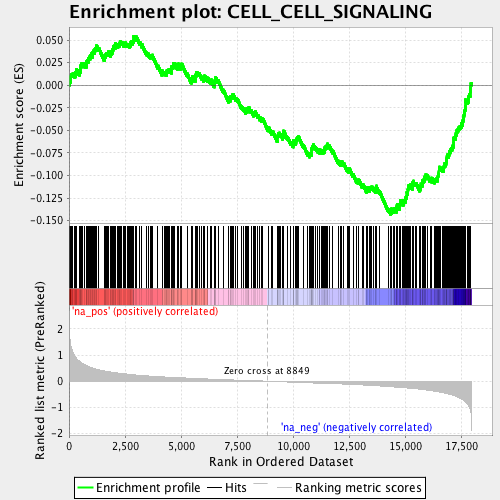 Enrichment plot: CELL_CELL_SIGNALING
Enrichment score (ES)
0.050
0.025
0.000
-0.025
-0.050
-0.075
-0.100
-0.125
-0.150
Ranked list metric (PreRanked)
'na_pos' (positively correlated)
2
1
0
-1
-2
Zero cross at 8849
'na_neg' (negatively correlated)
0
2,500
5,000
7,500
10,000
12,500
15,000
17,500
Rank in Ordered Dataset
Enrichment profile
Hits
Ranking metric scores